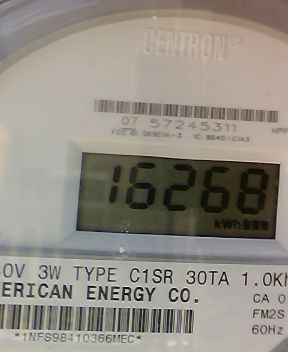 CENTRON®
07 57245311
16268
kWh
OV 3W TYPE C1SR 30TA 1.0K
ERICAN ENERGY CO.
CA 0
FM2S
60Hz
*1NFS98410366MEC*